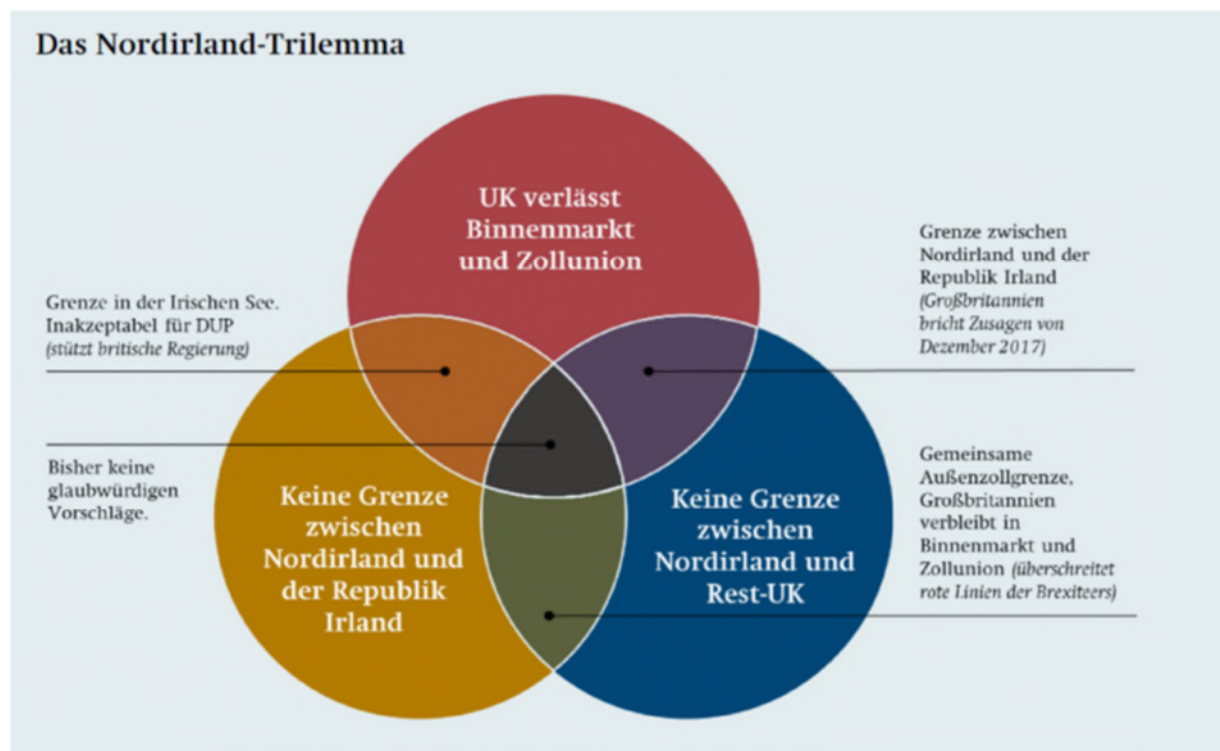 Das Nordirland-Trilemma
UK verlässt
Binnenmarkt
und Zollunion
Grenze in der Irischen See.
Inakzeptabel für DUP
(stützt britische Regierung)
Grenze zwischen
Nordirland und der
Republik Irland
(Großbritannien
bricht Zusagen von
Dezember 2017)
Bisher keine
glaubwürdigen
Vorschläge.
Keine Grenze
zwischen
Nordirland und
der Republik
Irland
Keine Grenze
zwischen
Nordirland und
Rest-UK
Gemeinsame
Außenzollgrenze,
Großbritannien
verbleibt in
Binnenmarkt und
Zollunion (überschreitet
rote Linien der Brexiteers)